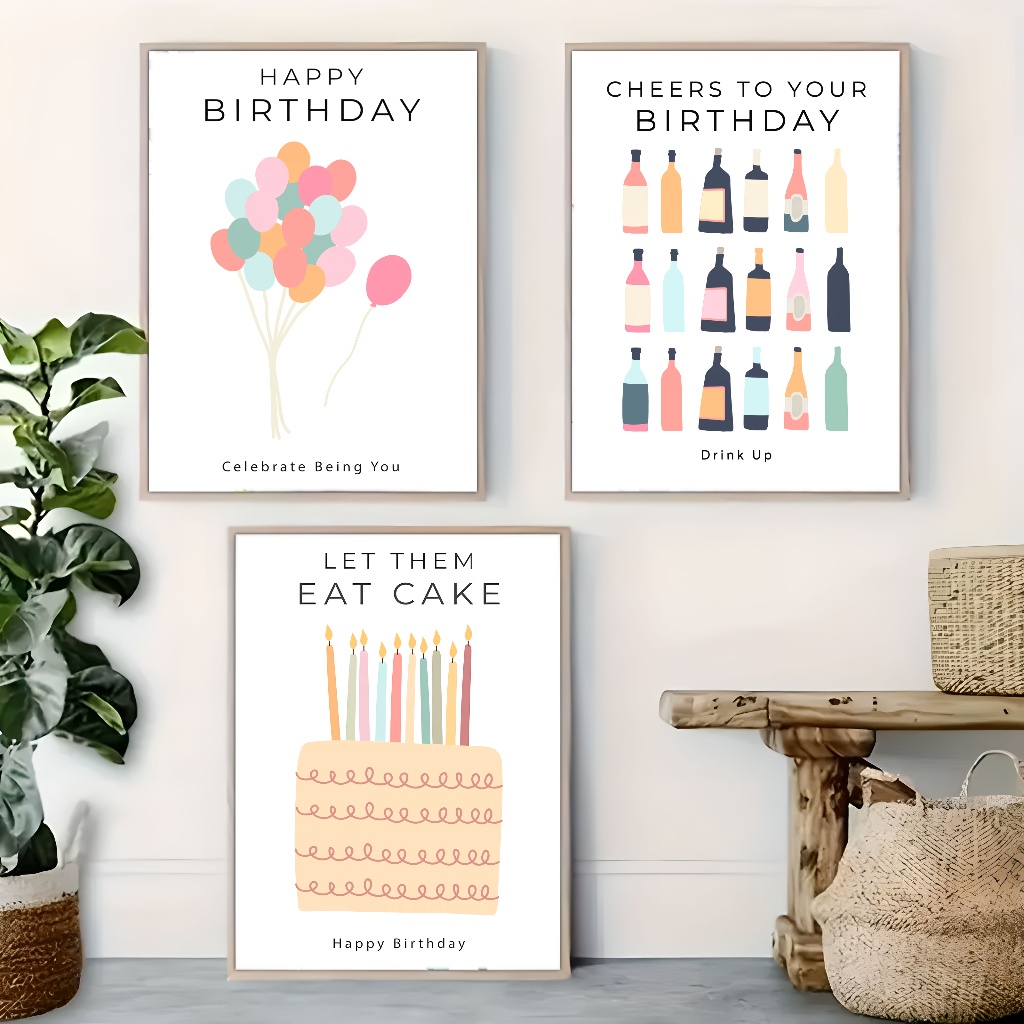 HAPPY
BIRTHDAY
Celebrate Being You
CHEERS TO YOUR
BIRTHDAY
Drink Up
LET THEM
EAT CAKE
Happy Birthday